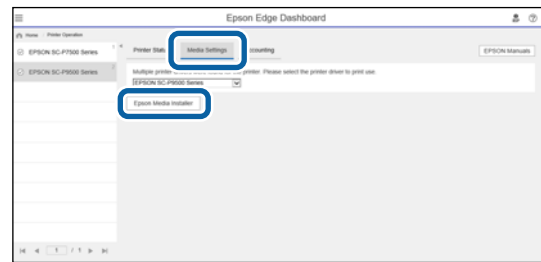 Epson Edge Dashboard
Home Printer Operation
EPSON SC-P7500 Series
EPSON SC-P9500 Series
Printer Stat
Media Settings
ccounting
EPSON Manuals
Multiple printer for the printer. Please select the printer driver to print use.
EPSON SC-P9500 Series
Epson Media Installer
1 / 1